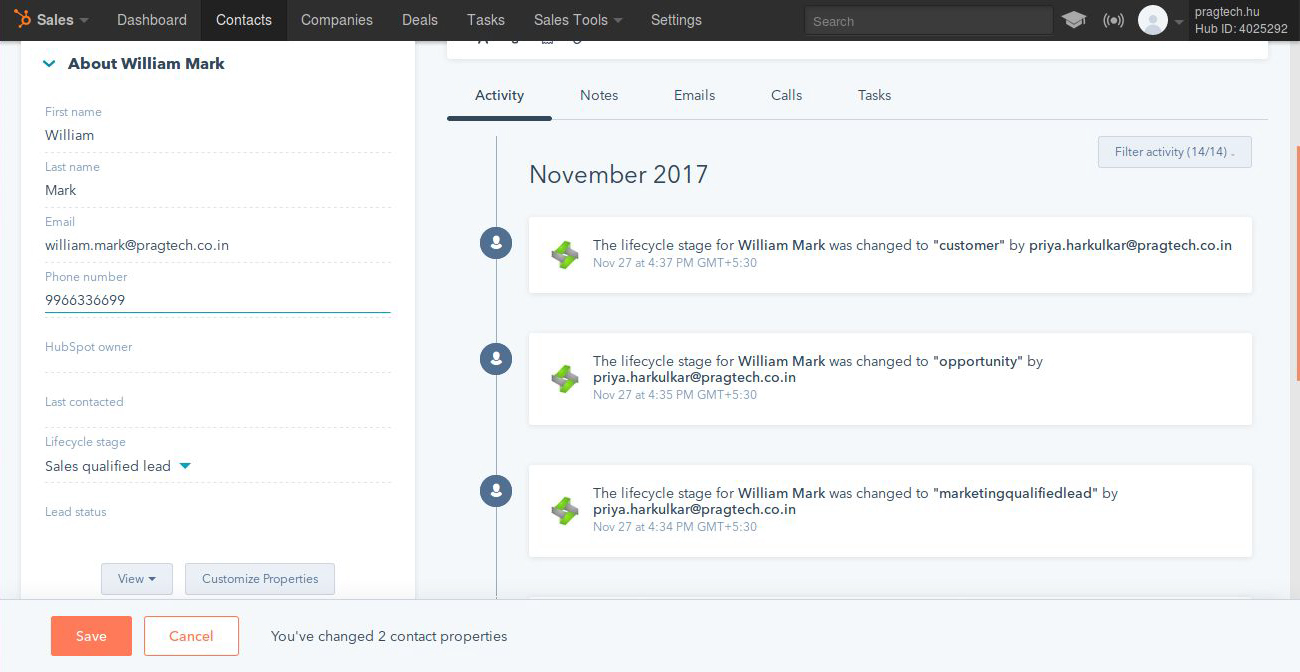 Sales
Dashboard
Contacts
Companies
Deals
Tasks
Sales Tools
Settings
Search
pragtech.hu
Hub ID: 4025292
About William Mark
First name
William
Last name
Mark
Email
william.mark@pragtech.co.in
Phone number
9966336699
HubSpot owner
Last contacted
Lifecycle stage
Sales qualified lead
Lead status
View
Customize Properties
Activity
Notes
Emails
Calls
Tasks
Filter activity (14/14)
November 2017
The lifecycle stage for William Mark was changed to "customer" by priya.harkulkar@pragtech.co.in
Nov 27 at 4:37 PM GMT+5:30
The lifecycle stage for William Mark was changed to "opportunity" by
priya.harkulkar@pragtech.co.in
Nov 27 at 4:35 PM GMT+5:30
The lifecycle stage for William Mark was changed to "marketingqualifiedlead" by
priya.harkulkar@pragtech.co.in
Nov 27 at 4:34 PM GMT+5:30
Save
Cancel
You've changed 2 contact properties